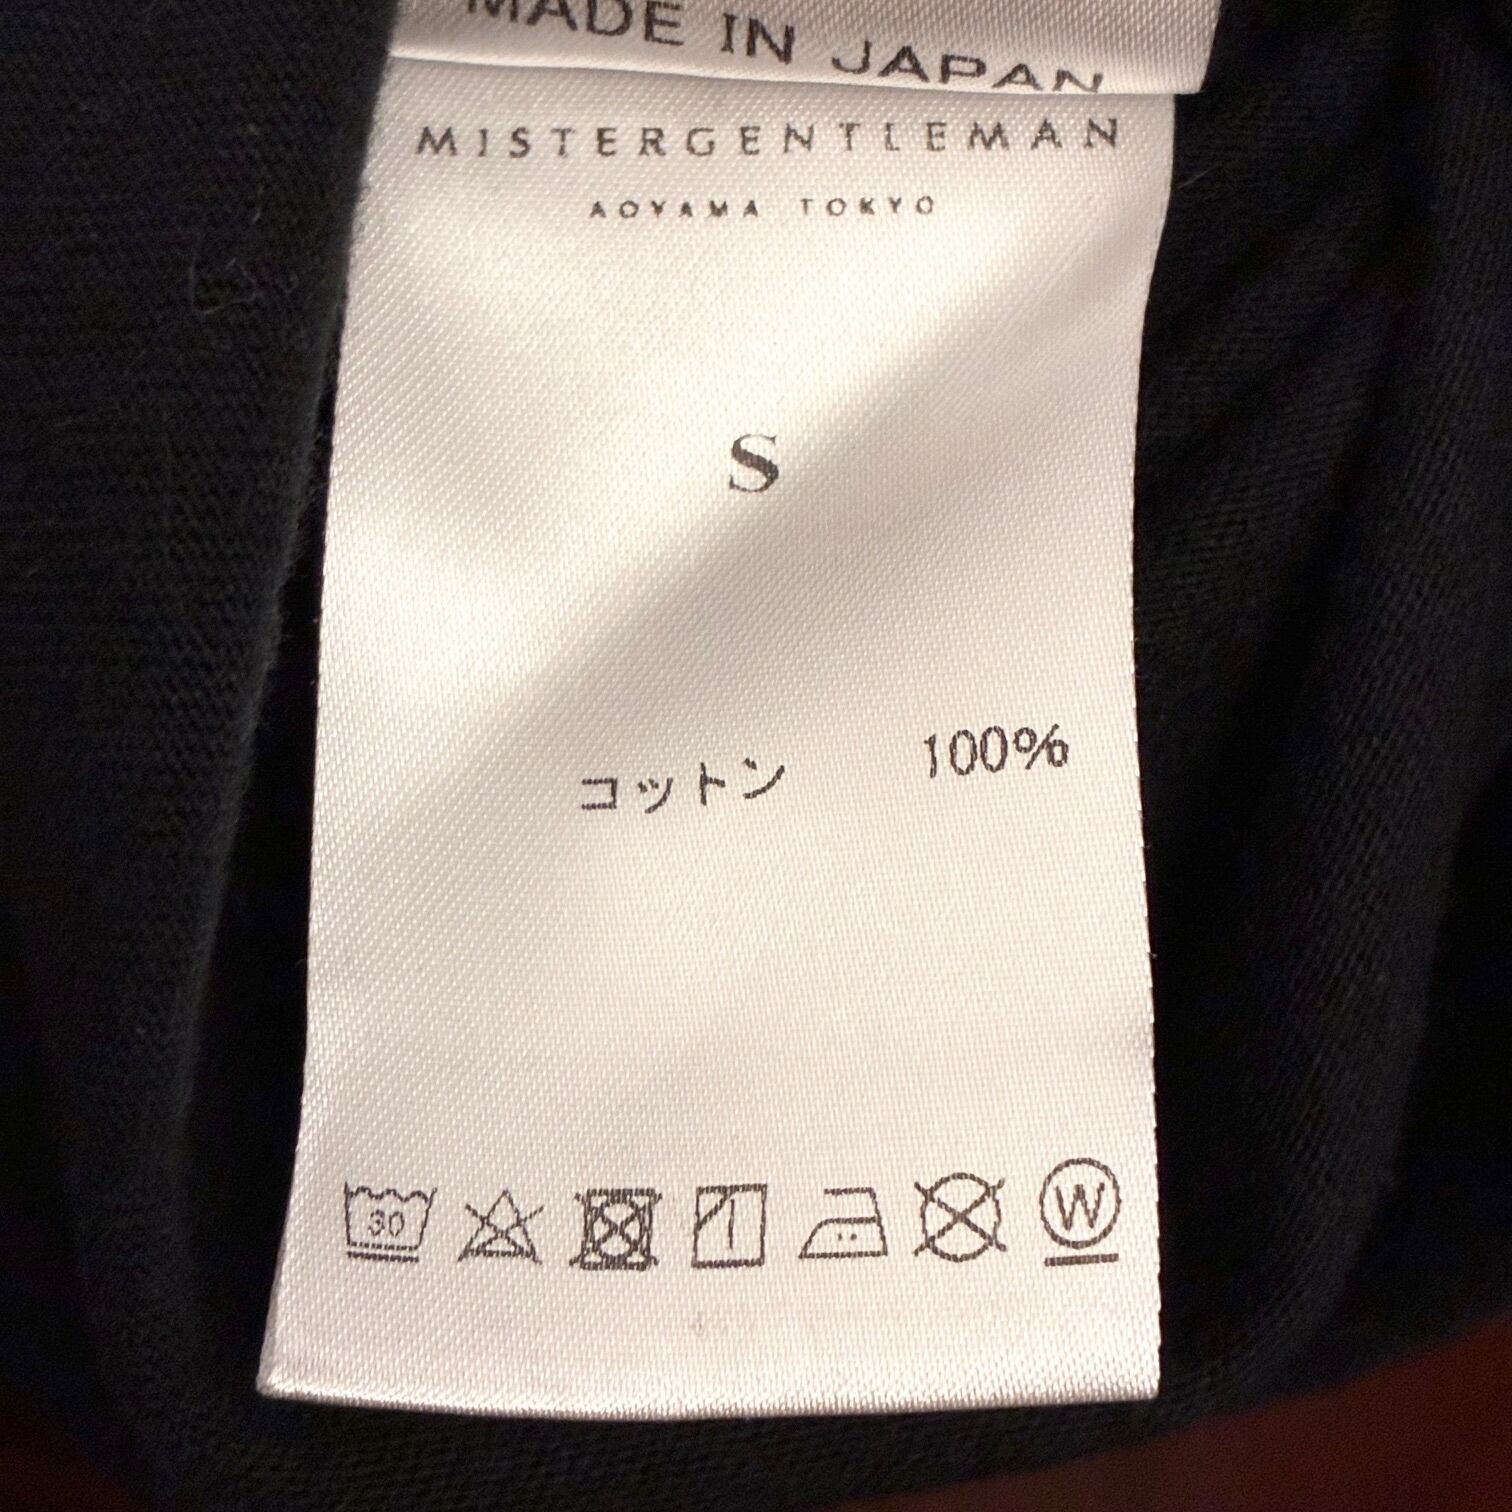 MADE IN JAPAN
MISTERGENTLEMAN
AOYAMA TOKYO
S
コットン 100%
30
W